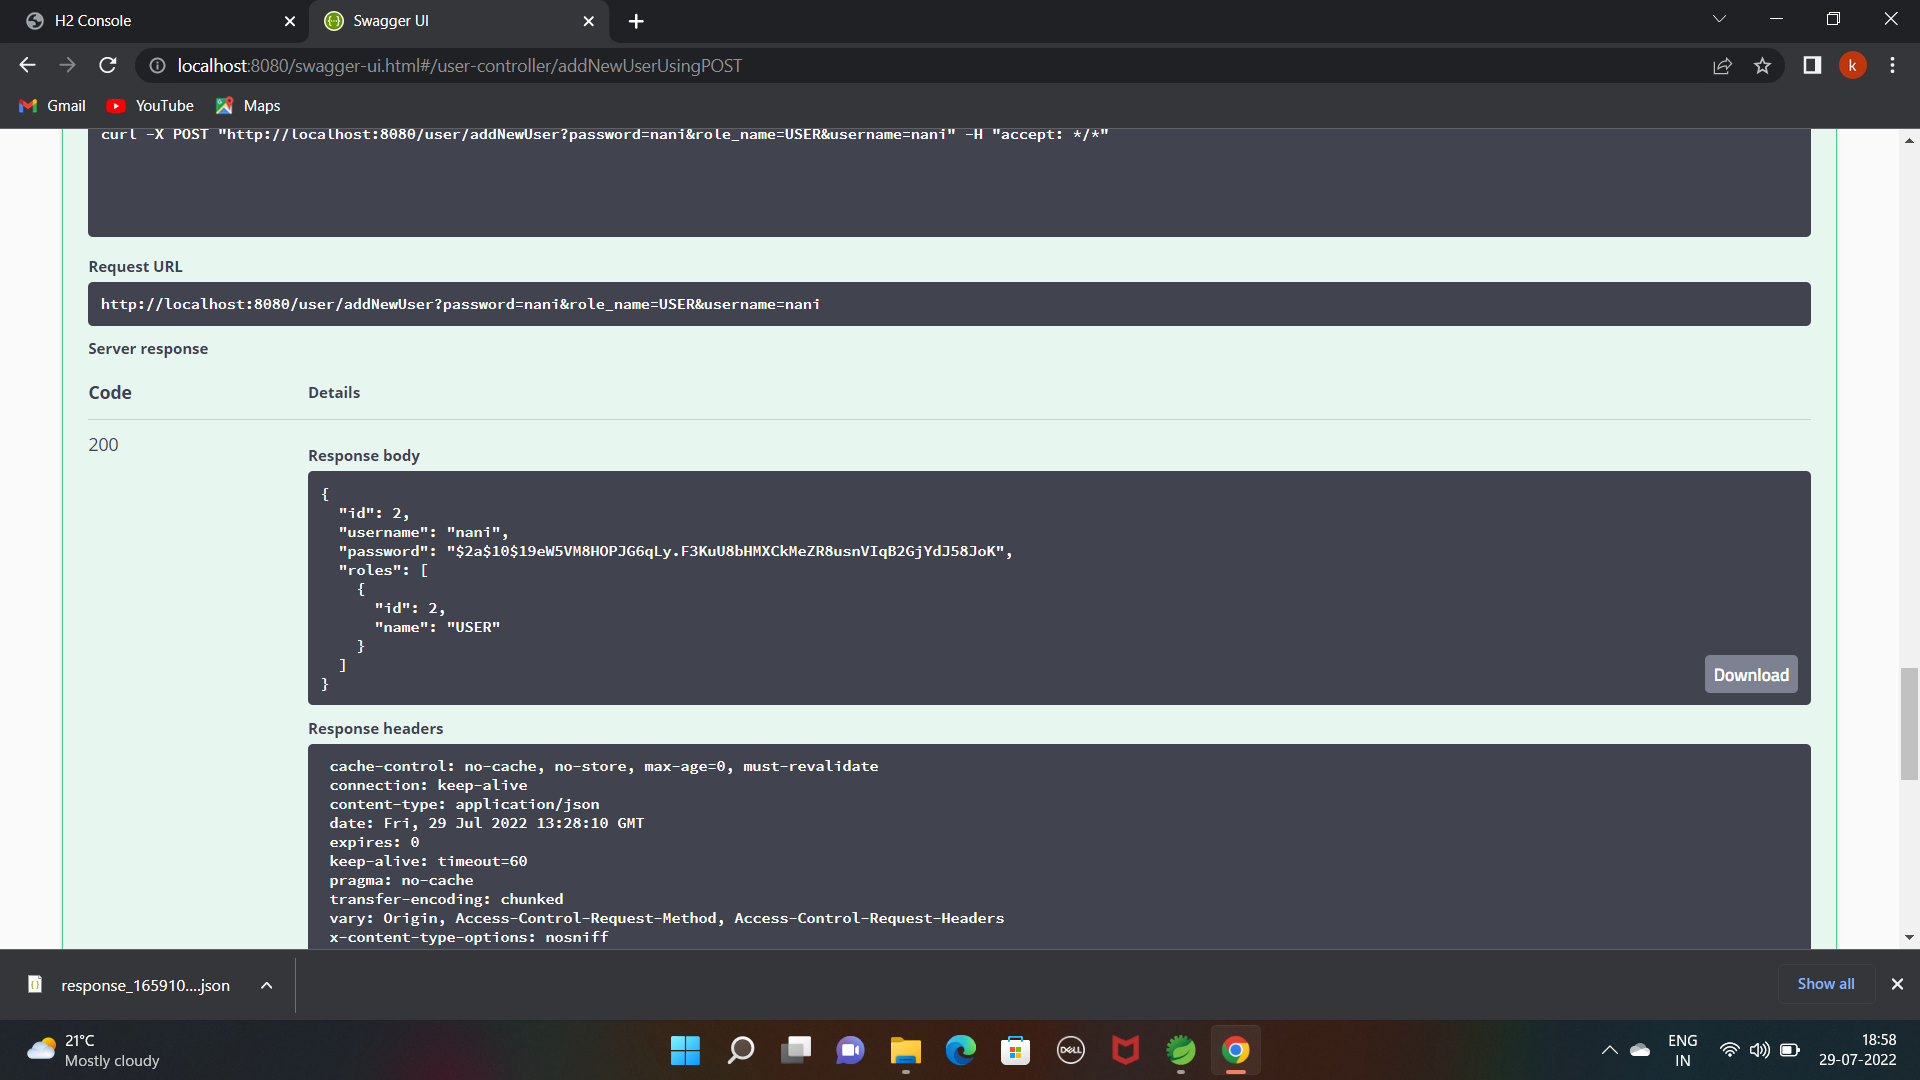 H2 Console
Swagger UI
localhost:8080/swagger-ui.html#/user-controller/addNewUserUsingPOST
k
Gmail
YouTube
Maps
curl -X POST "http://localhost:8080/user/addNewUser?password=nani&role_name=USER&username=nani" -H "accept: */*"
Request URL
http://localhost:8080/user/addNewUser?password=nani&role_name=USER&username=nani
Server response
Code Details
200
Response body
{
"id": 2,
"username": "nani",
"password": "$2a$10$19eW5VM8HOPJG6qLy.F3KuU8bHMXCkMeZR8usnVIqB2GjYdJ58JoK",
"roles": [
{
"id": 2,
"name": "USER"
}
]
}
Download
Response headers
cache-control: no-cache, no-store, max-age=0, must-revalidate
connection: keep-alive
content-type: application/json
date: Fri, 29 Jul 2022 13:28:10 GMT
expires: 0
keep-alive: timeout=60
pragma: no-cache
transfer-encoding: chunked
vary: Origin, Access-Control-Request-Method, Access-Control-Request-Headers
x-content-type-options: nosniff
response_165910....json
Show all
21°C
Mostly cloudy
DELL
ENG
IN
18:58
29-07-2022